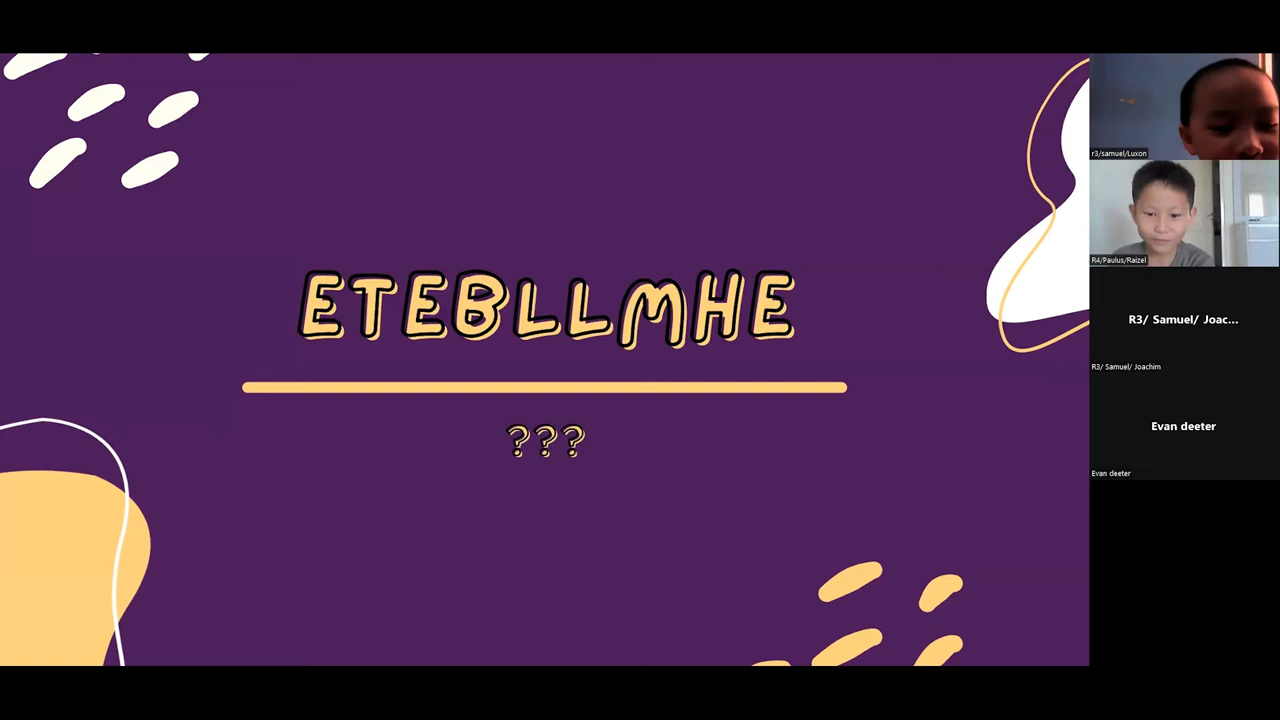 ETEBLLMHE
???
r3/samuel/Luxon
R4/Paulus/Raizel
R3/ Samuel/ Joac...
R3/ Samuel/ Joachim
Evan deeter
Evan deeter